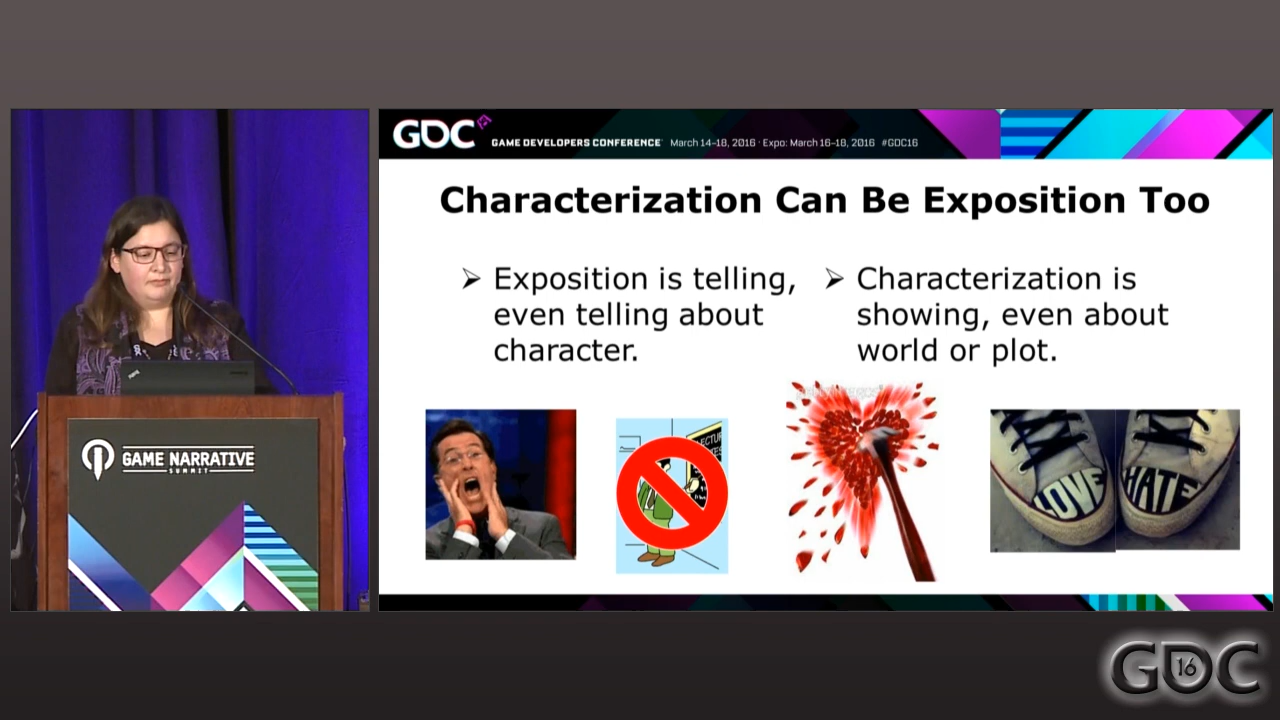 GDC
GAME DEVELOPERS CONFERENCE March 14–18, 2016 · Expo: March 16–18, 2016 #GDC16
Characterization Can Be Exposition Too
➢ Exposition is telling,
even telling about
character.
➢ Characterization is
showing, even about
world or plot.
LOVE HATE
GAME NARRATIVE
SUMMIT
GDC
16